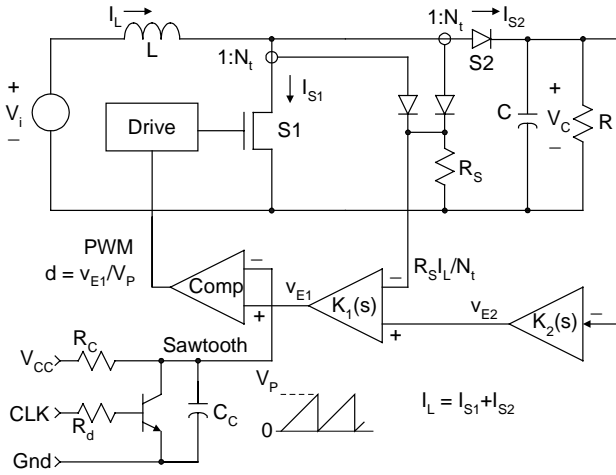 I_L
L
1:N_t
I_S1
1:N_t
I_S2
S2
+
V_i
−
Drive
S1
R_S
C
+
V_C
−
R
PWM
d = v_E1/V_P
Comp
−
+
v_E1
K_1(s)
−
+
R_S I_L/N_t
v_E2
K_2(s)
−
V_CC
R_C
Sawtooth
CLK
R_d
C_C
Gnd
V_P
0
I_L = I_S1+I_S2